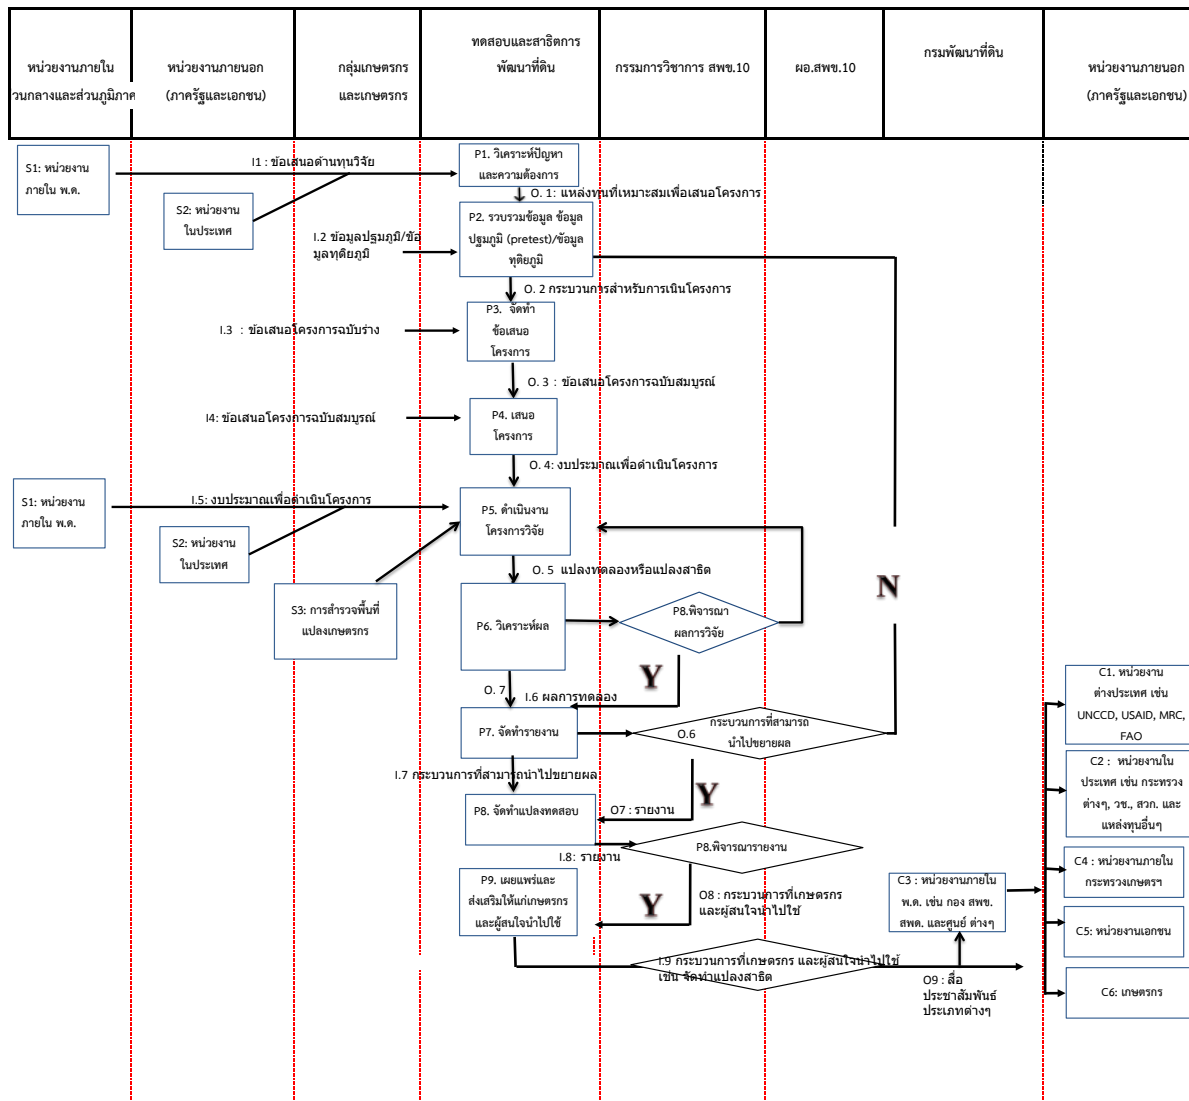 หน่วยงานภายใน
วนกลางและส่วนภูมิภาค
หน่วยงานภายนอก
(ภาครัฐและเอกชน)
กลุ่มเกษตรกร
และเกษตรกร
ทดสอบและสาธิตการ
พัฒนาที่ดิน
กรรมการวิชาการ สพข.10
ผอ.สพข.10
กรมพัฒนาที่ดิน
หน่วยงานภายนอก
(ภาครัฐและเอกชน)
S1: หน่วยงาน
ภายใน พ.ด.
I1 : ข้อเสนอด้านทุนวิจัย
P1. วิเคราะห์ปัญหา
และความต้องการ
O. 1: แหล่งทุนที่เหมาะสมเพื่อเสนอโครงการ
S2: หน่วยงาน
ในประเทศ
I.2 ข้อมูลปฐมภูมิ/ข้อ
มูลทุติยภูมิ
P2. รวบรวมข้อมูล ข้อมูล
ปฐมภูมิ (pretest)/ข้อมูล
ทุติยภูมิ
O. 2 กระบวนการสำหรับการเนินโครงการ
I.3 : ข้อเสนอโครงการฉบับร่าง
P3. จัดทำ
ข้อเสนอ
โครงการ
O. 3 : ข้อเสนอโครงการฉบับสมบูรณ์
I4: ข้อเสนอโครงการฉบับสมบูรณ์
P4. เสนอ
โครงการ
O. 4: งบประมาณเพื่อดำเนินโครงการ
S1: หน่วยงาน
ภายใน พ.ด.
I.5: งบประมาณเพื่อดำเนินโครงการ
P5. ดำเนินงาน
โครงการวิจัย
S2: หน่วยงาน
ในประเทศ
O. 5 แปลงทดลองหรือแปลงสาธิต
N
S3: การสำรวจพื้นที่
แปลงเกษตรกร
P6. วิเคราะห์ผล
P8.พิจารณา
ผลการวิจัย
Y
O. 7
I.6 ผลการทดลอง
P7. จัดทำรายงาน
O.6
กระบวนการที่สามารถ
นำไปขยายผล
C1. หน่วยงาน
ต่างประเทศ เช่น
UNCCD, USAID, MRC,
FAO
I.7 กระบวนการที่สามารถนำไปขยายผล
Y
P8. จัดทำแปลงทดสอบ
O7 : รายงาน
C2 : หน่วยงานใน
ประเทศ เช่น กระทรวง
ต่างๆ, วช., สวก. และ
แหล่งทุนอื่นๆ
I.8: รายงาน
P8.พิจารณารายงาน
C4 : หน่วยงานภายใน
กระทรวงเกษตรฯ
P9. เผยแพร่และ
ส่งเสริมให้แก่เกษตรกร
และผู้สนใจนำไปใช้
Y
O8 : กระบวนการที่เกษตรกร
และผู้สนใจนำไปใช้
C3 : หน่วยงานภายใน
พ.ด. เช่น กอง สพข.
สพด. และศูนย์ ต่างๆ
C5: หน่วยงานเอกชน
I.9 กระบวนการที่เกษตรกร และผู้สนใจนำไปใช้
เช่น จัดทำแปลงสาธิต
O9 : สื่อ
ประชาสัมพันธ์
ประเภทต่างๆ
C6: เกษตรกร